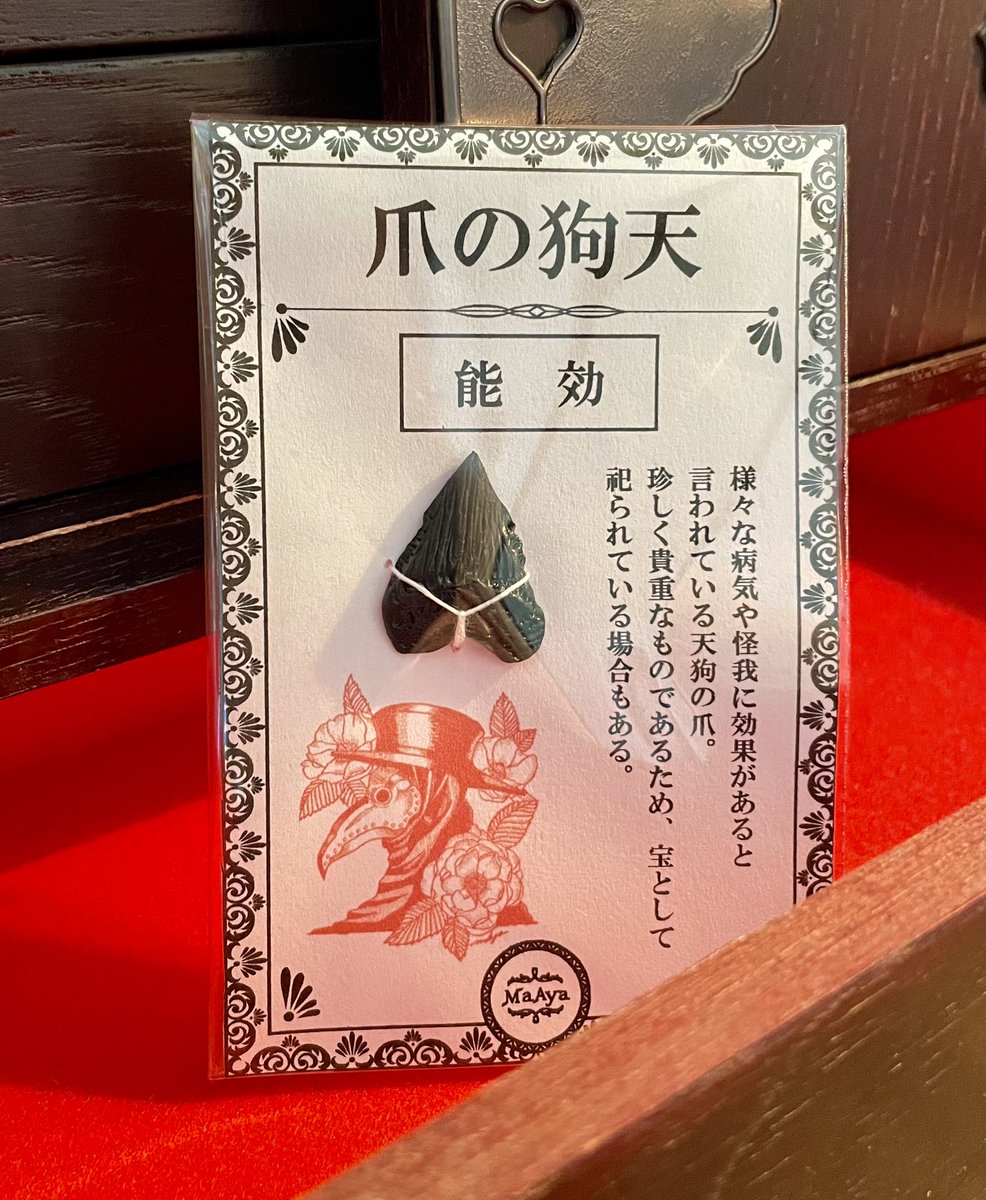 天狗の爪
効能
様々な病気や怪我に効果があると
言われている天狗の爪。
珍しく貴重なものであるため、宝として
祀られている場合もある。
MaAya